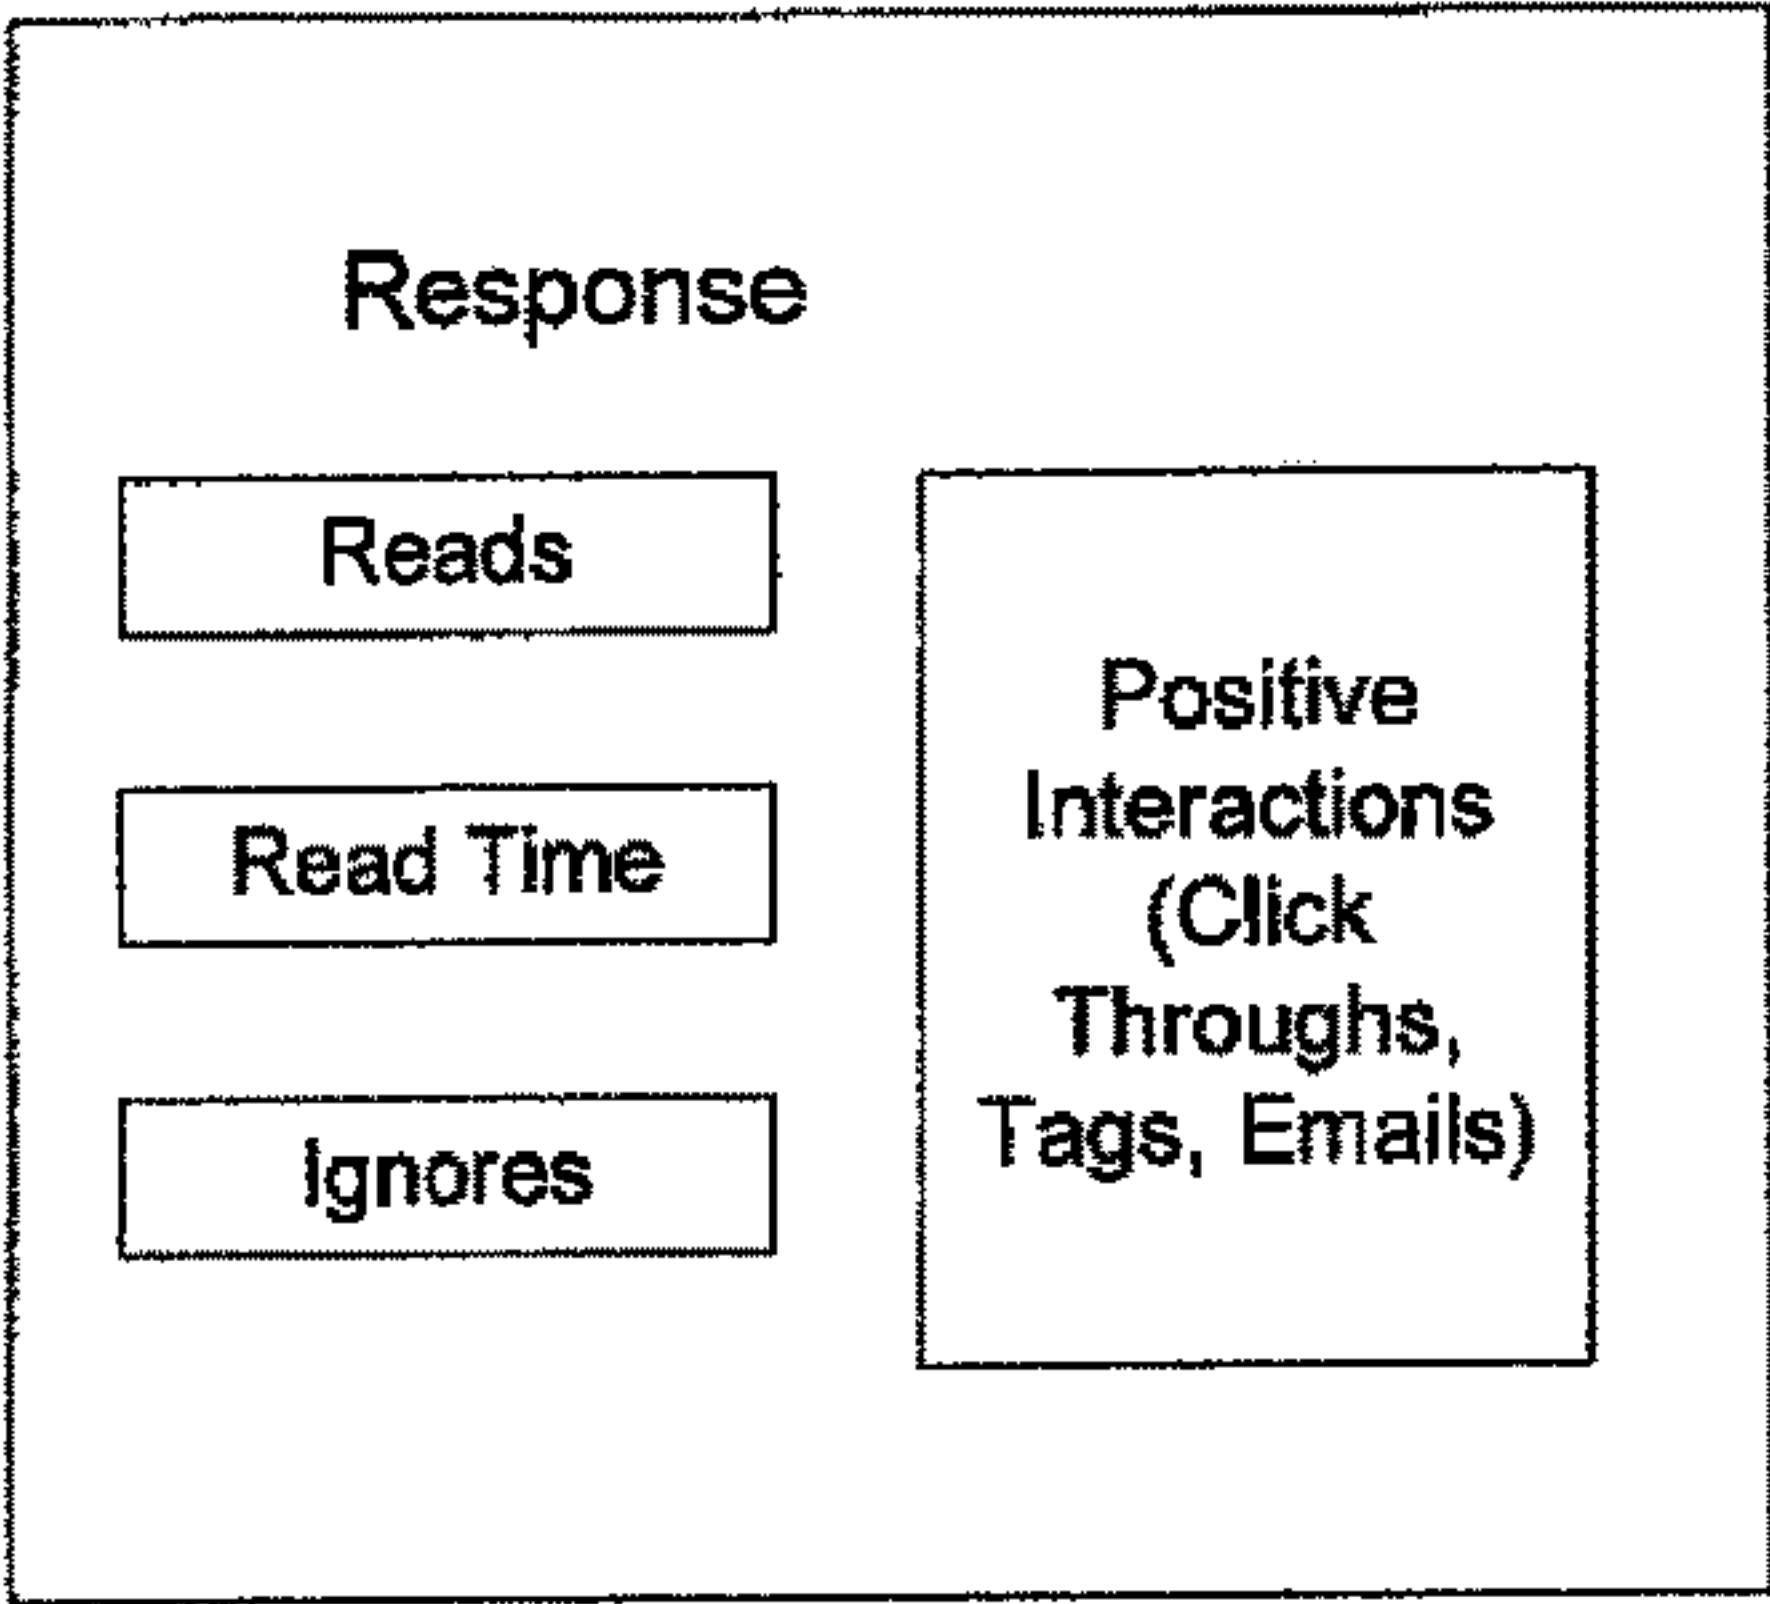 Response
Reads
Read Time
Ignores
Positive
Interactions
(Click
Throughs,
Tags, Emails)